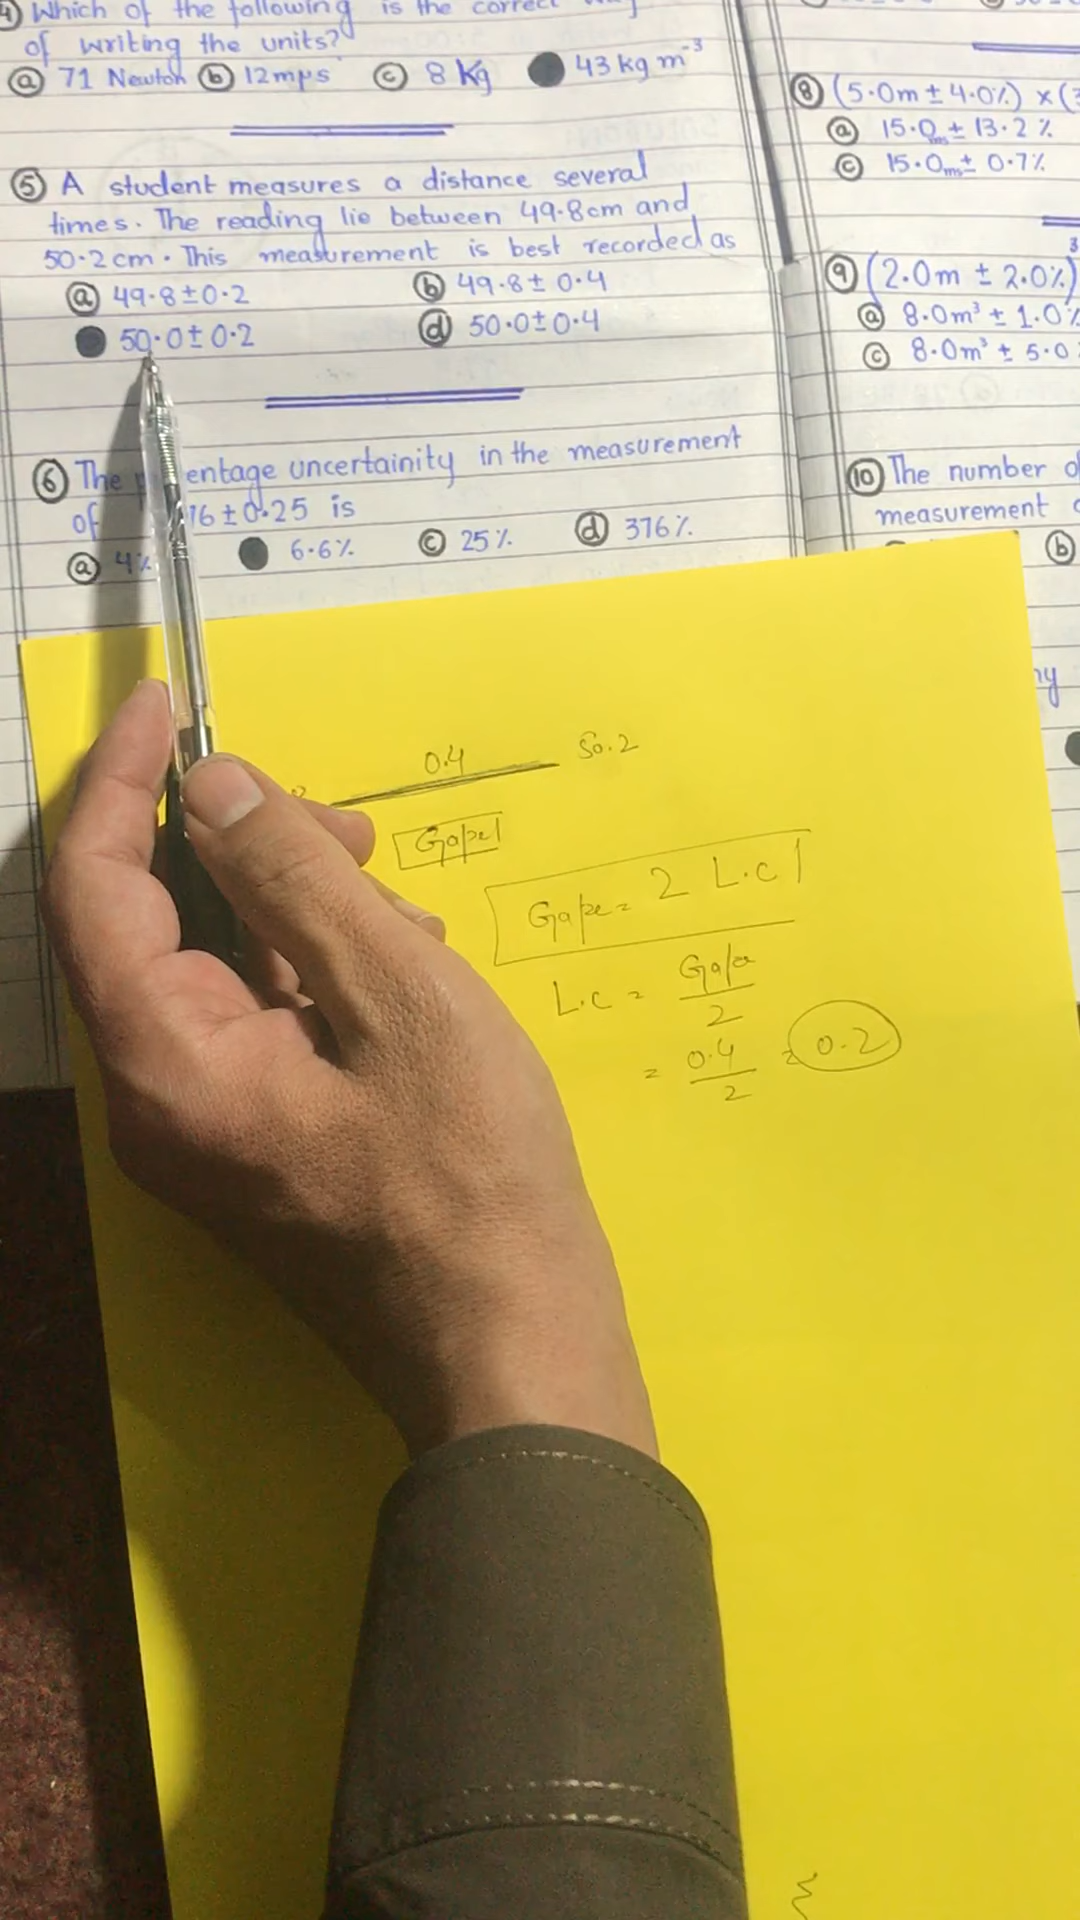 4) Which of the following is the correct
of writing the units?
ⓐ 71 Newton ⓑ 12mps ⓒ 8 Kg ● 43 kg m⁻³
⑤ A student measures a distance several
times. The reading lie between 49.8cm and
50.2cm. This measurement is best recorded as
ⓐ 49.8±0.2 ⓑ 49.8±0.4
● 50.0±0.2 ⓓ 50.0±0.4
⑥ The entage uncertainity in the measurement
of 76±0.25 is
ⓐ 4% ● 6.6% ⓒ 25% ⓓ 376%
⑧ (5.0m±4.0%)×(3
ⓐ 15.0ms±13.2%
ⓒ 15.0ms±0.7%
⑨ (2.0m±2.0%)³
ⓐ 8.0m³±1.0%
ⓒ 8.0m³±5.0
⑩ The number o
measurement
ⓑ
0.4 50.2
Gape
Gape = 2 L.C
L.C = Gape/2
= 0.4/2 = 0.2